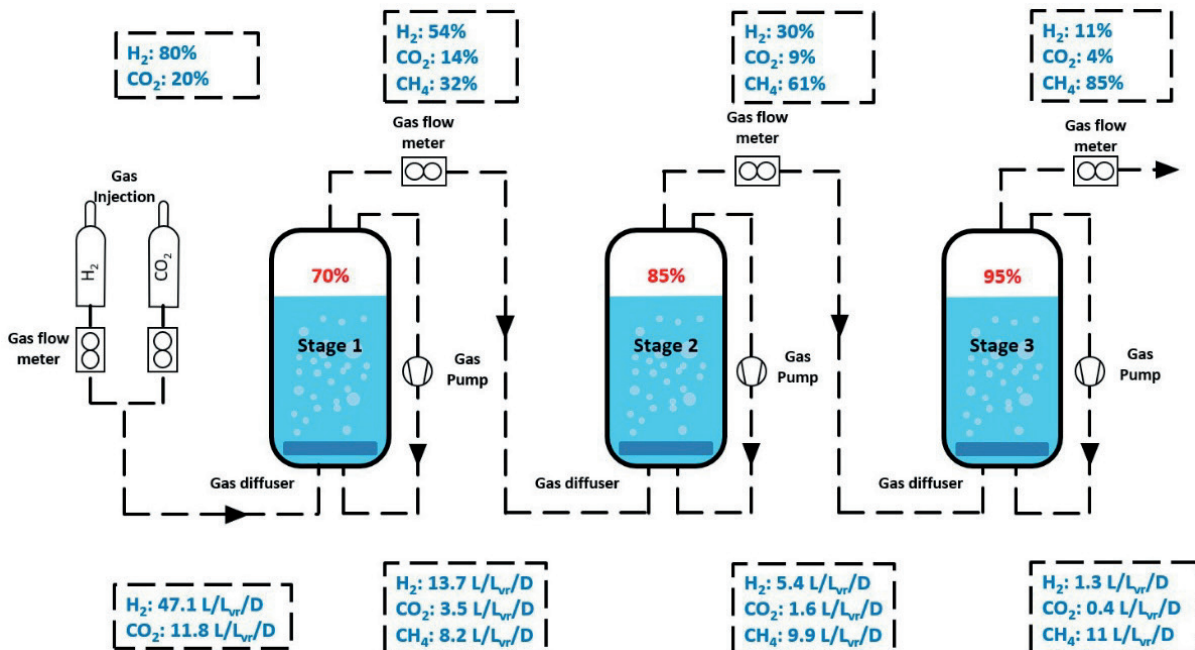 H₂: 80%
CO₂: 20%
H₂: 54%
CO₂: 14%
CH₄: 32%
H₂: 30%
CO₂: 9%
CH₄: 61%
H₂: 11%
CO₂: 4%
CH₄: 85%
Gas flow
meter
Gas flow
meter
Gas flow
meter
Gas
Injection
H₂
CO₂
Gas flow
meter
70%
Stage 1
Gas
Pump
85%
Stage 2
Gas
Pump
95%
Stage 3
Gas
Pump
Gas diffuser
Gas diffuser
Gas diffuser
H₂: 47.1 L/Lᵥᵣ/D
CO₂: 11.8 L/Lᵥᵣ/D
H₂: 13.7 L/Lᵥᵣ/D
CO₂: 3.5 L/Lᵥᵣ/D
CH₄: 8.2 L/Lᵥᵣ/D
H₂: 5.4 L/Lᵥᵣ/D
CO₂: 1.6 L/Lᵥᵣ/D
CH₄: 9.9 L/Lᵥᵣ/D
H₂: 1.3 L/Lᵥᵣ/D
CO₂: 0.4 L/Lᵥᵣ/D
CH₄: 11 L/Lᵥᵣ/D